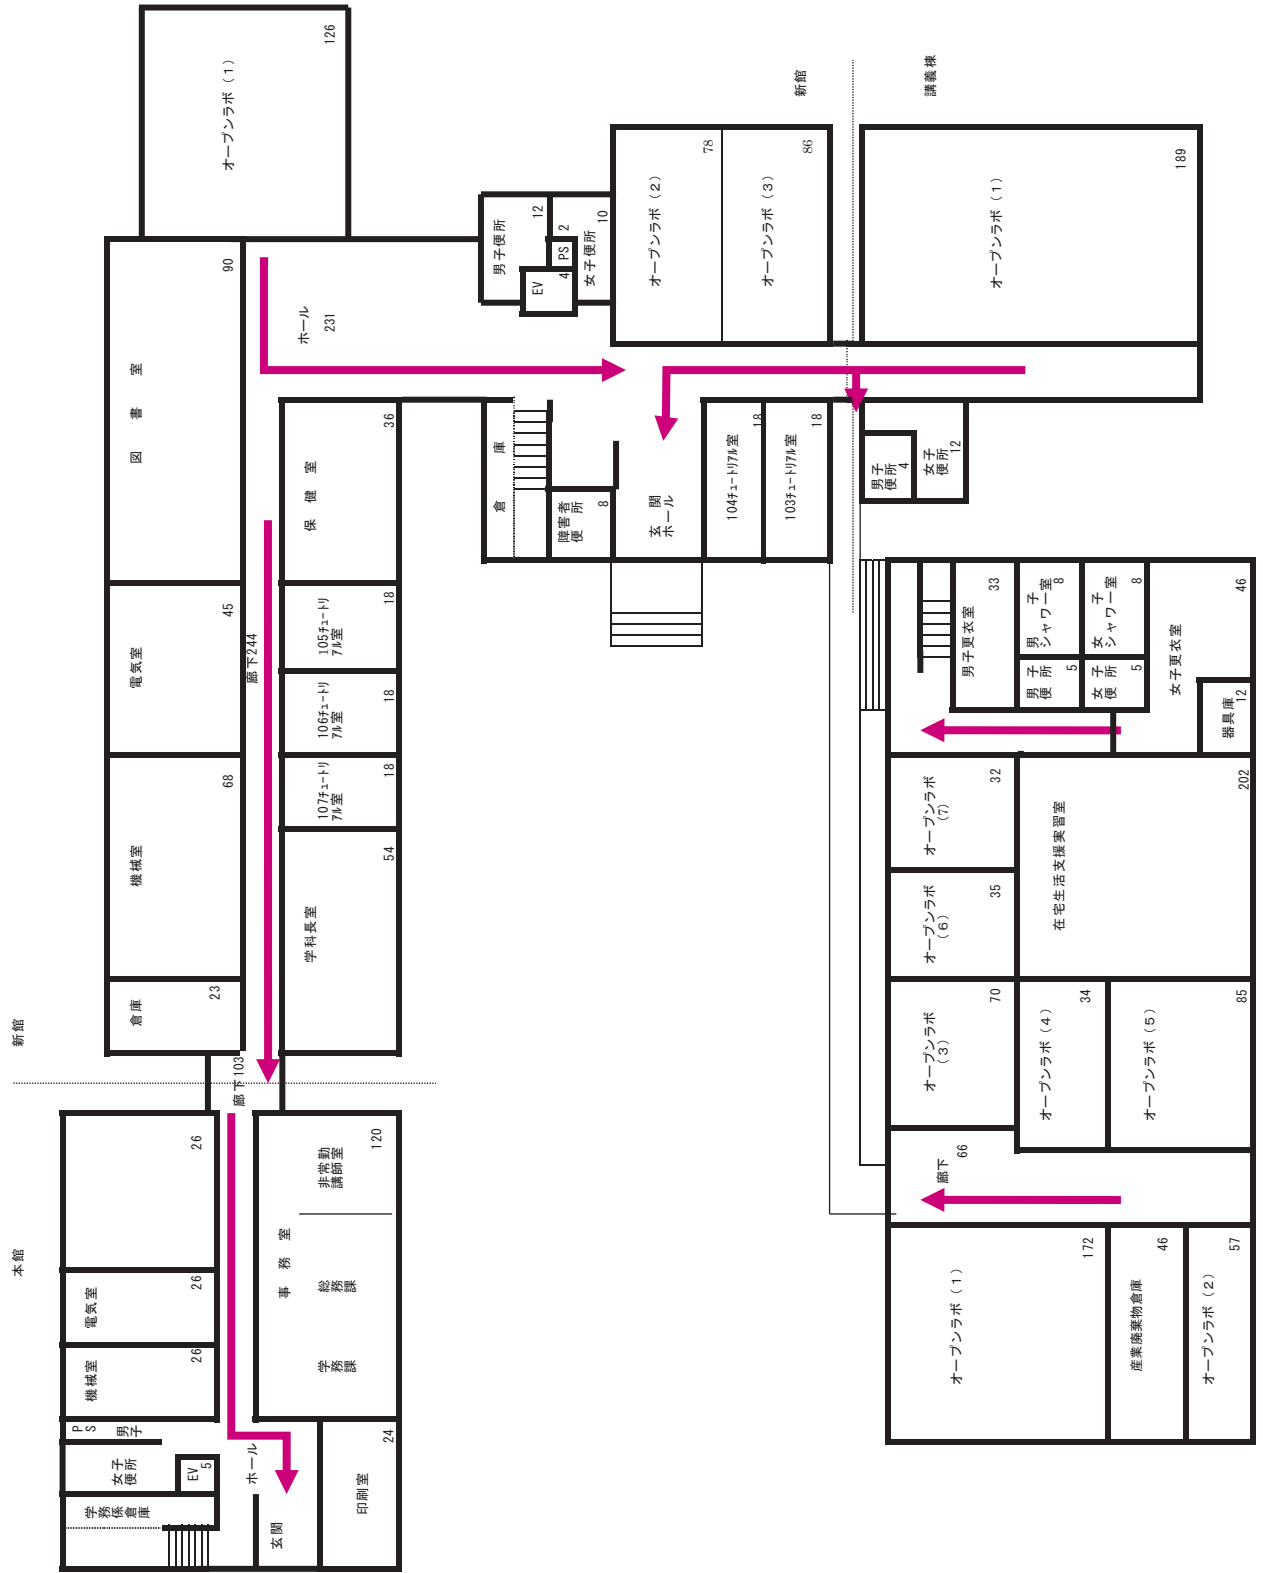 本館
新館
26
電気室
26
機械室
26
PS
男子
女子
便所
EV
5
学務係倉庫
ホール
玄関
廊下103
事務室
非常勤
講師室
120
総務
課
学務
課
印刷室
24
倉庫
23
機械室
68
電気室
45
図書室
90
オープンラボ（1）
126
廊下244
学科長室
54
107チュートリ
アル室
18
106チュートリ
アル室
18
105チュートリ
アル室
18
保健室
36
ホール
231
男子便所
12
EV
4
PS
2
女子便所
10
オープンラボ（2）
78
オープンラボ（3）
86
倉庫
障害者
便所
8
玄関
ホール
104チュートリアル室
18
103チュートリアル室
18
新館
講義棟
オープンラボ（1）
189
男子
便所
4
女子
便所
12
男子更衣室
33
男子
シャワー室
8
女子
シャワー室
8
男子
便所
5
女子
便所
5
女子更衣室
46
器具庫
12
オープンラボ
(7)
32
オープンラボ
（6）
35
在宅生活支援実習室
202
オープンラボ
（3）
70
オープンラボ（4）
34
オープンラボ（5）
85
廊下
66
オープンラボ（1）
172
産業廃棄物倉庫
46
オープンラボ（2）
57